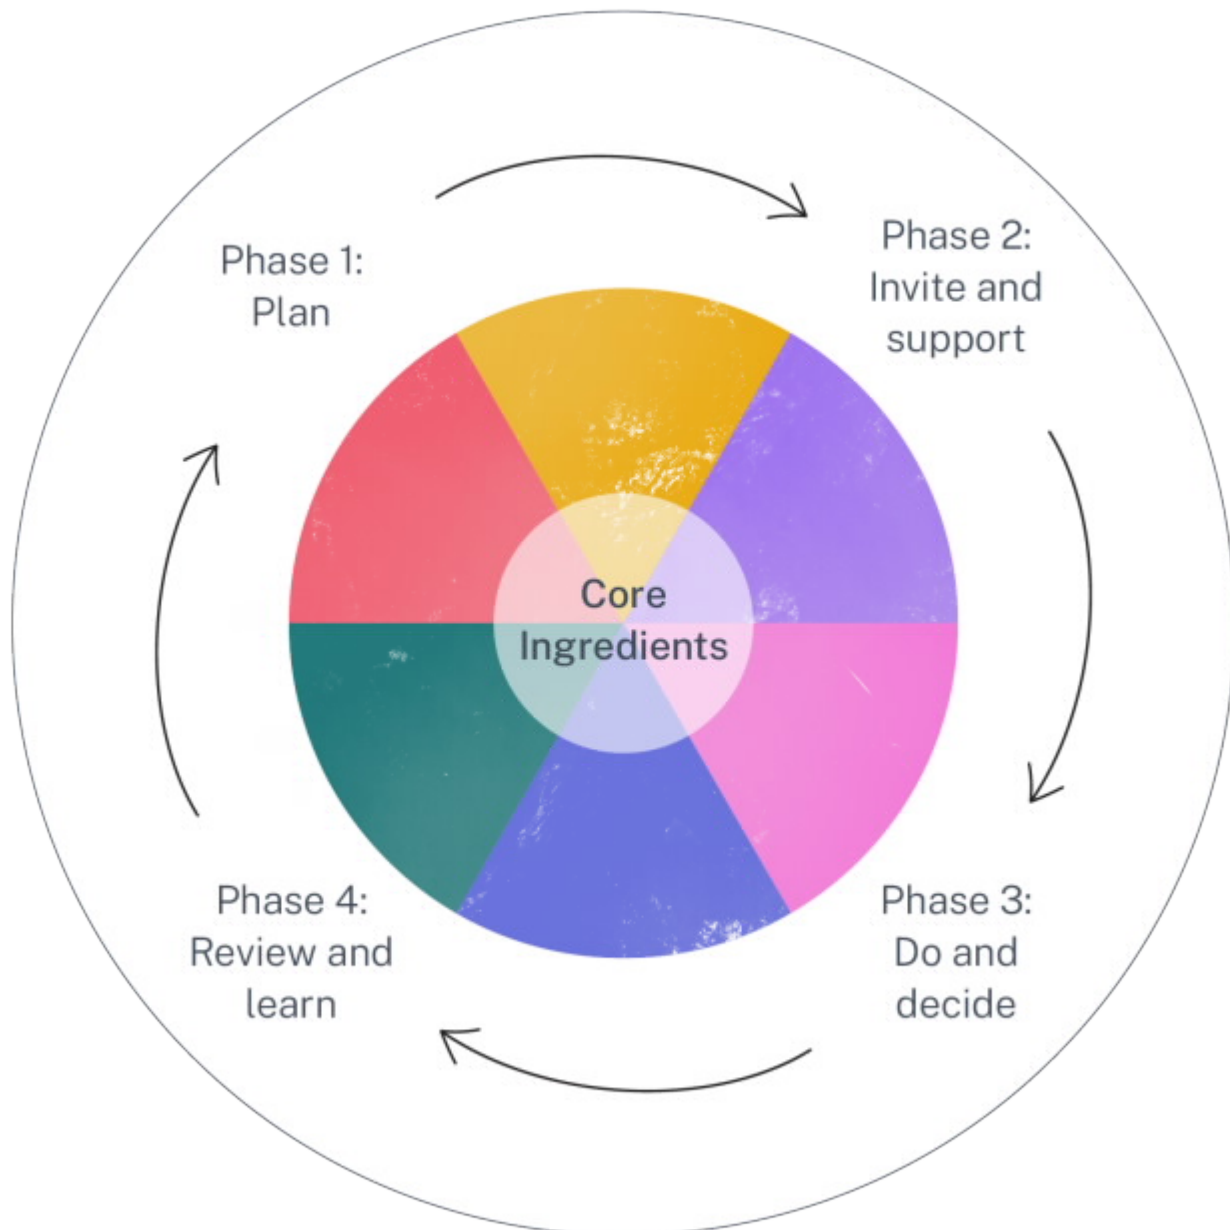 Phase 1:
Plan
Phase 2:
Invite and
support
Core
Ingredients
Phase 3:
Do and
decide
Phase 4:
Review and
learn